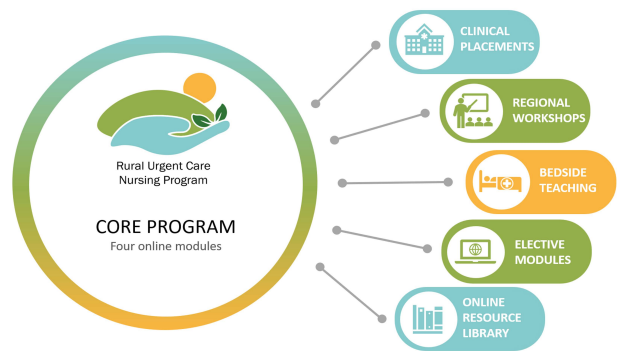 Rural Urgent Care
Nursing Program
CORE PROGRAM
Four online modules
CLINICAL
PLACEMENTS
REGIONAL
WORKSHOPS
BEDSIDE
TEACHING
ELECTIVE
MODULES
ONLINE
RESOURCE
LIBRARY